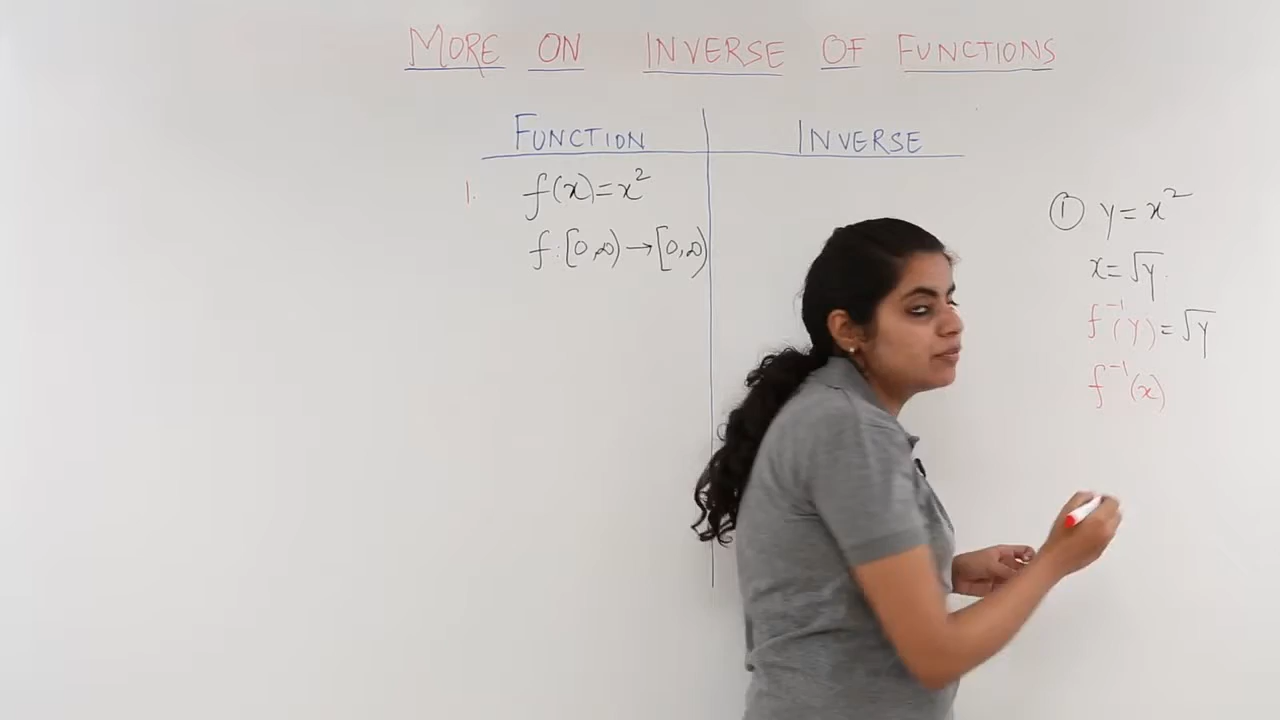 MORE ON INVERSE OF FUNCTIONS
FUNCTION INVERSE
1. f(x)=x²
f:[0,∞)→[0,∞)
① y=x²
x=√y
f⁻¹(y)=√y
f⁻¹(x)